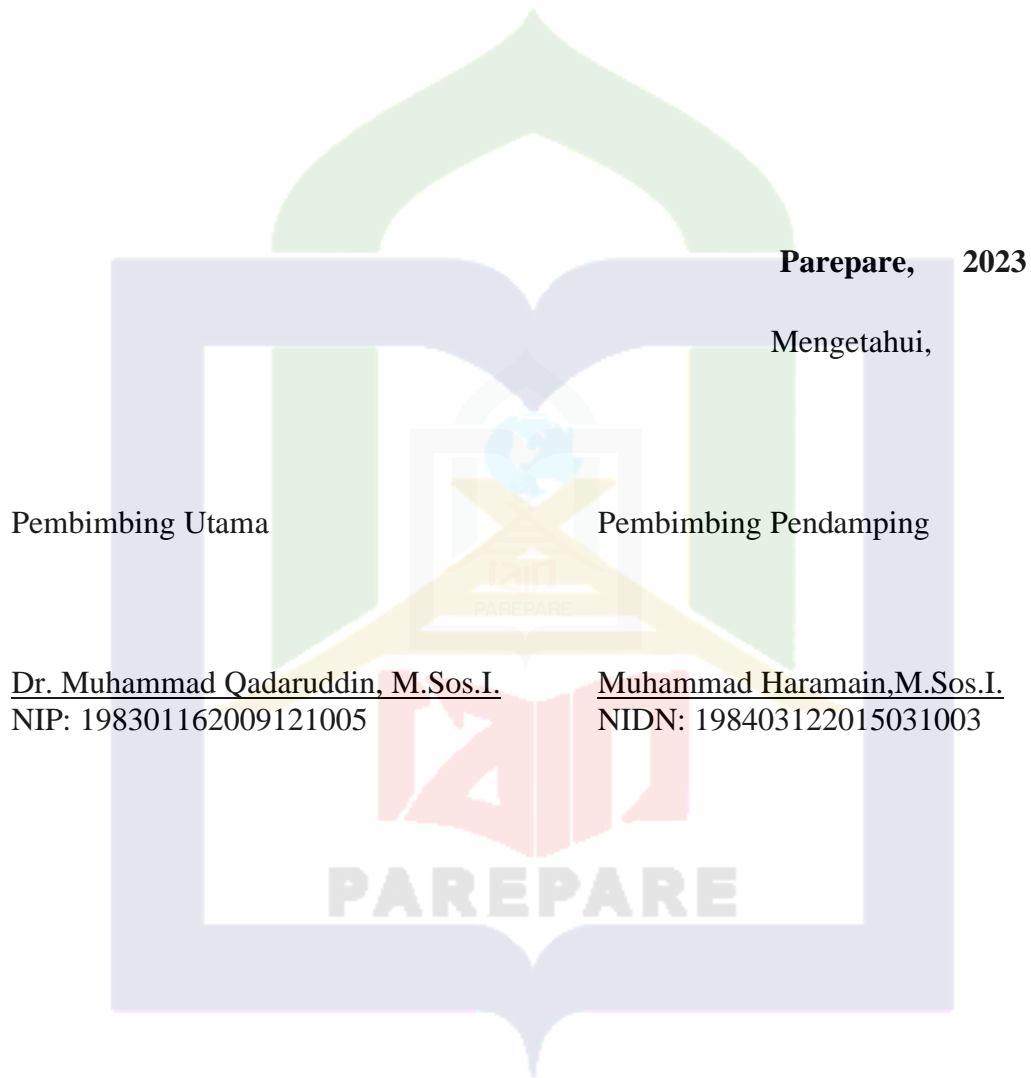 Parepare, 2023
Mengetahui,
Pembimbing Utama
Pembimbing Pendamping
PAREPARE
Dr. Muhammad Qadaruddin, M.Sos.I.
Muhammad Haramain,M.Sos.I.
NIP: 198301162009121005
NIDN: 198403122015031003
PAREPARE